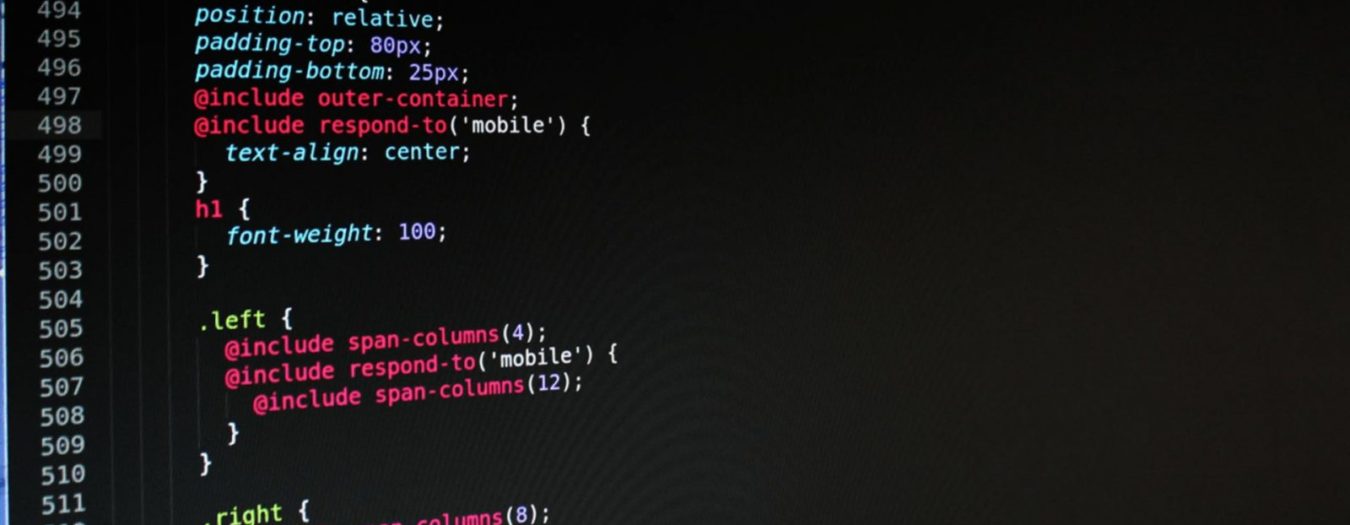 494 position: relative;
495 padding-top: 80px;
496 padding-bottom: 25px;
497 @include outer-container;
498 @include respond-to('mobile') {
499 text-align: center;
500 }
501 h1 {
502 font-weight: 100;
503 }
504
505 .left {
506 @include span-columns(4);
507 @include respond-to('mobile') {
508 @include span-columns(12);
509 }
510 }
511
.right {
columns(8);